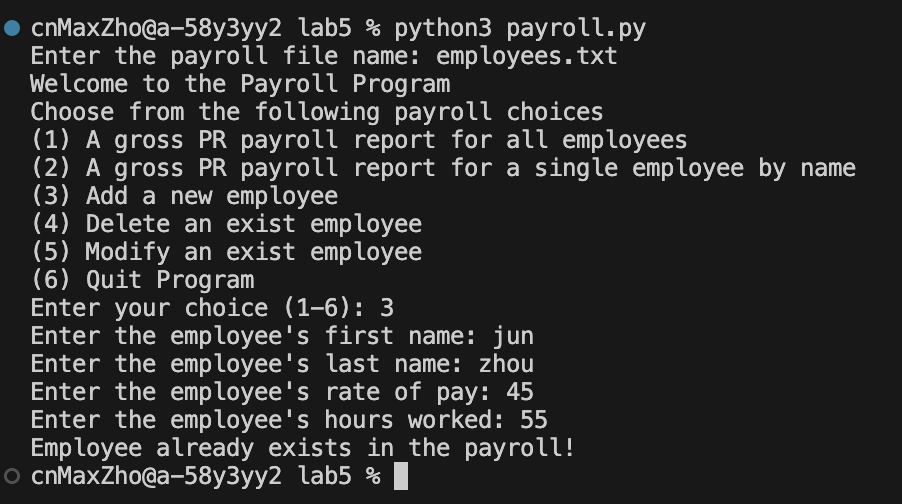 cnMaxZho@a-58y3yy2 lab5 % python3 payroll.py
Enter the payroll file name: employees.txt
Welcome to the Payroll Program
Choose from the following payroll choices
(1) A gross PR payroll report for all employees
(2) A gross PR payroll report for a single employee by name
(3) Add a new employee
(4) Delete an exist employee
(5) Modify an exist employee
(6) Quit Program
Enter your choice (1-6): 3
Enter the employee's first name: jun
Enter the employee's last name: zhou
Enter the employee's rate of pay: 45
Enter the employee's hours worked: 55
Employee already exists in the payroll!
cnMaxZho@a-58y3yy2 lab5 %